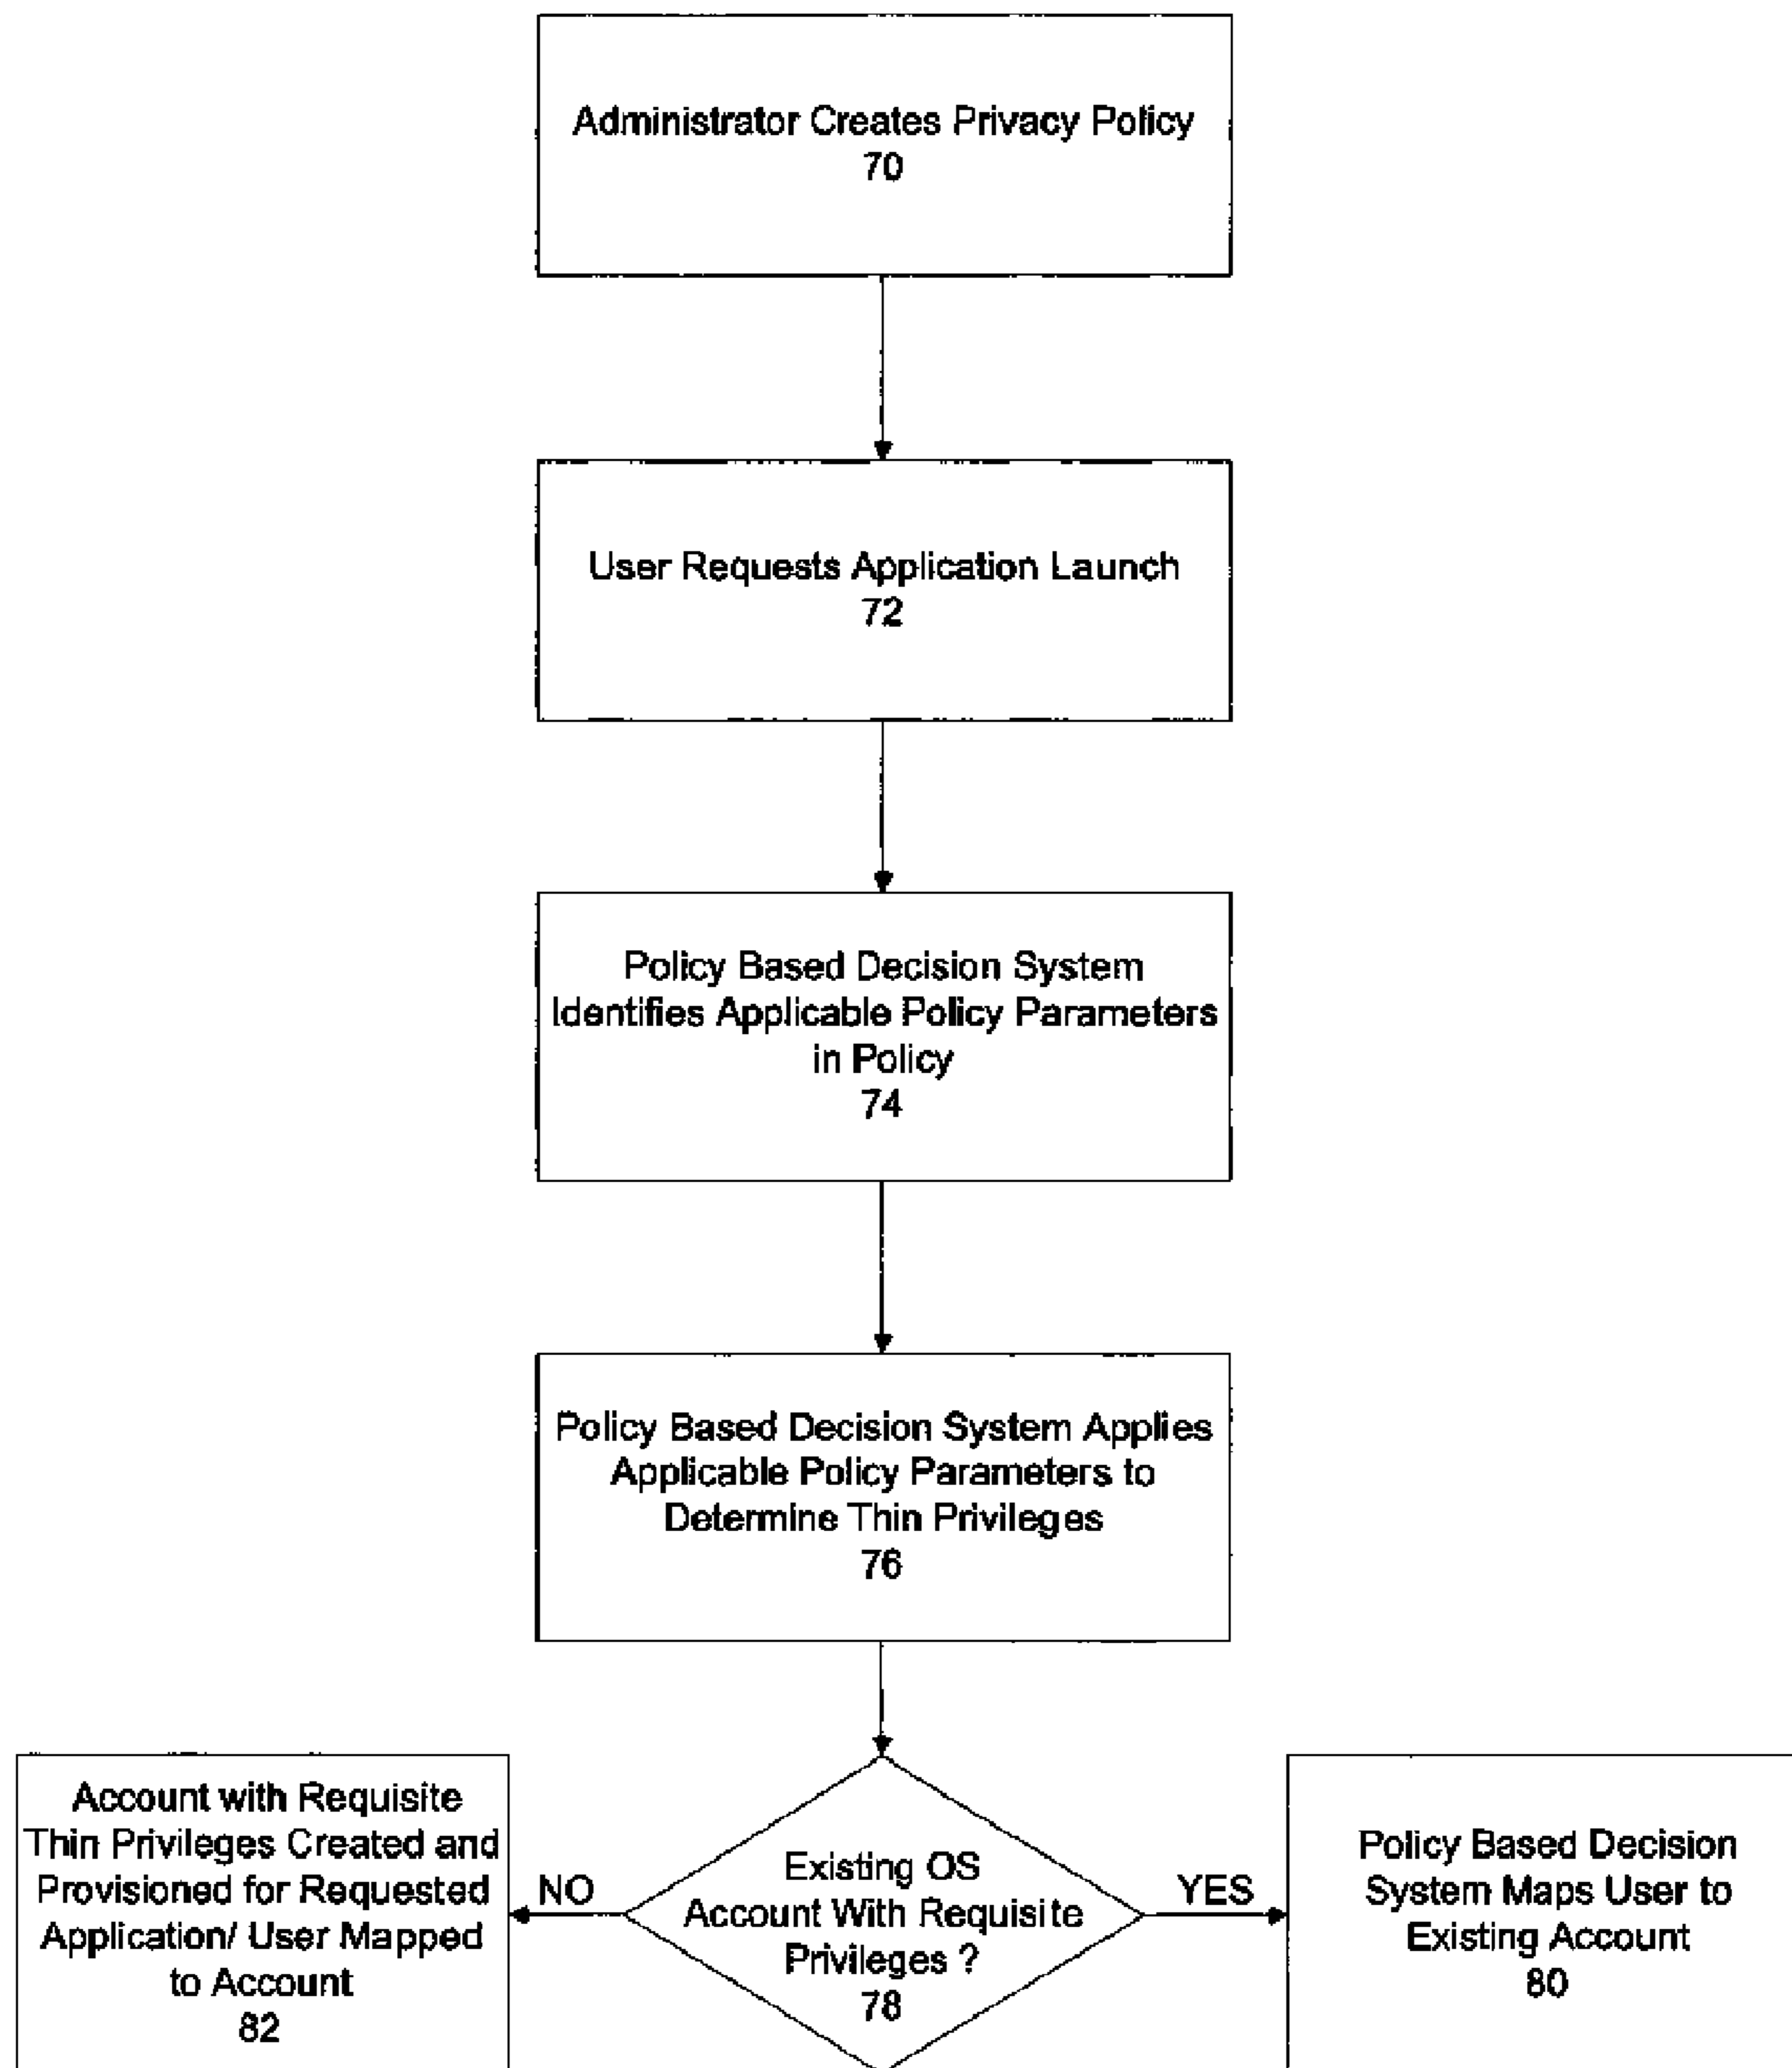 Administrator Creates Privacy Policy
70
User Requests Application Launch
72
Policy Based Decision System
Identifies Applicable Policy Parameters
in Policy
74
Policy Based Decision System Applies
Applicable Policy Parameters to
Determine Thin Privileges
76
Account with Requisite
Thin Privileges Created and
Provisioned for Requested
Application/ User Mapped
to Account
82
NO
Existing OS
Account With Requisite
Privileges ?
78
YES
Policy Based Decision
System Maps User to
Existing Account
80